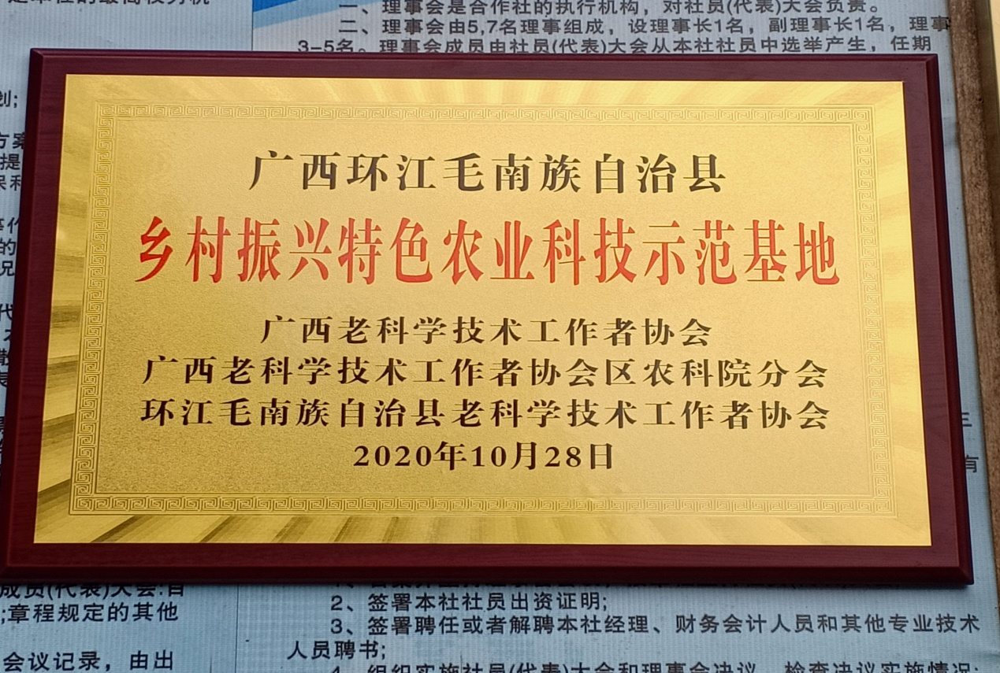 是本社的最高权力机
一、理事会是合作社的执行机构，对社员(代表)大会负责。
二、理事会由5,7名理事组成，设理事长1名，副理事长1名，理事
3-5名。理事会成员由社员(代表)大会从本社社员中选举产生，任期
广西环江毛南族自治县
乡村振兴特色农业科技示范基地
广西老科学技术工作者协会
广西老科学技术工作者协会区农科院分会
环江毛南族自治县老科学技术工作者协会
2020年10月28日
成员(代表)大会:自
;章程规定的其他
会议记录，由出
2、签署本社社员出资证明;
3、签署聘任或者解聘本社经理、财务会计人员和其他专业技术
人员聘书;
4、组织实施社员(代表)大会和理事会决议，检查决议实施情况;